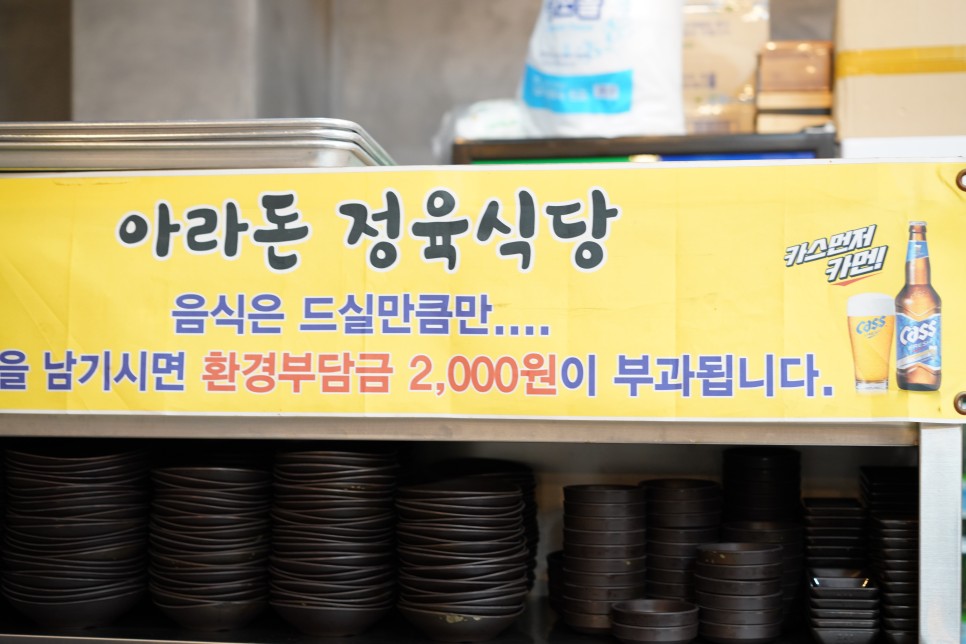 아라돈 정육식당
음식은 드실만큼만....
을 남기시면 환경부담금 2,000원이 부과됩니다.
카스먼저
카멘!
cass
Cass